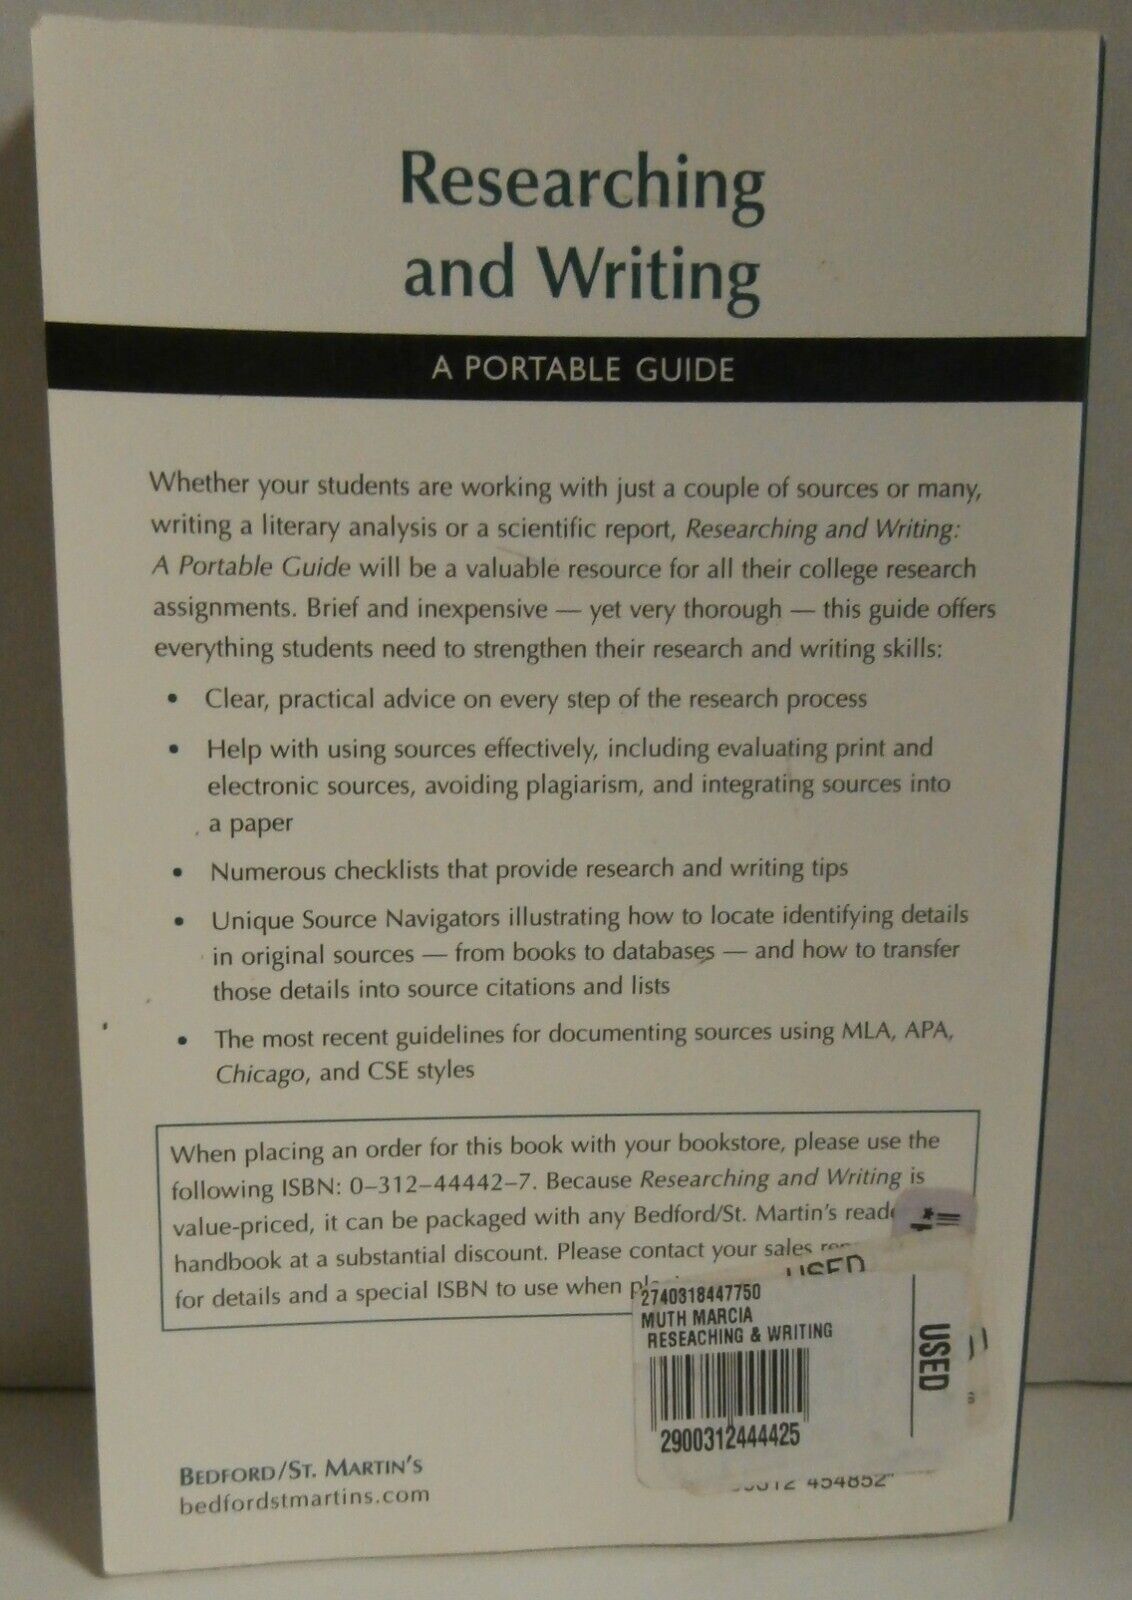 Researching
and Writing
A PORTABLE GUIDE
Whether your students are working with just a couple of sources or many,
writing a literary analysis or a scientific report, Researching and Writing:
A Portable Guide will be a valuable resource for all their college research
assignments. Brief and inexpensive — yet very thorough — this guide offers
everything students need to strengthen their research and writing skills:
• Clear, practical advice on every step of the research process
• Help with using sources effectively, including evaluating print and
electronic sources, avoiding plagiarism, and integrating sources into
a paper
• Numerous checklists that provide research and writing tips
• Unique Source Navigators illustrating how to locate identifying details
in original sources — from books to databases — and how to transfer
those details into source citations and lists
• The most recent guidelines for documenting sources using MLA, APA,
Chicago, and CSE styles
When placing an order for this book with your bookstore, please use the
following ISBN: 0–312–44442–7. Because Researching and Writing is
value-priced, it can be packaged with any Bedford/St. Martin's
handbook at a substantial discount. Please contact your sales
for details and a special ISBN to use when
USED
2740318447750
MUTH MARCIA
RESEACHING & WRITING
USED
2900312444425
454852
BEDFORD/ST. MARTIN'S
bedfordstmartins.com